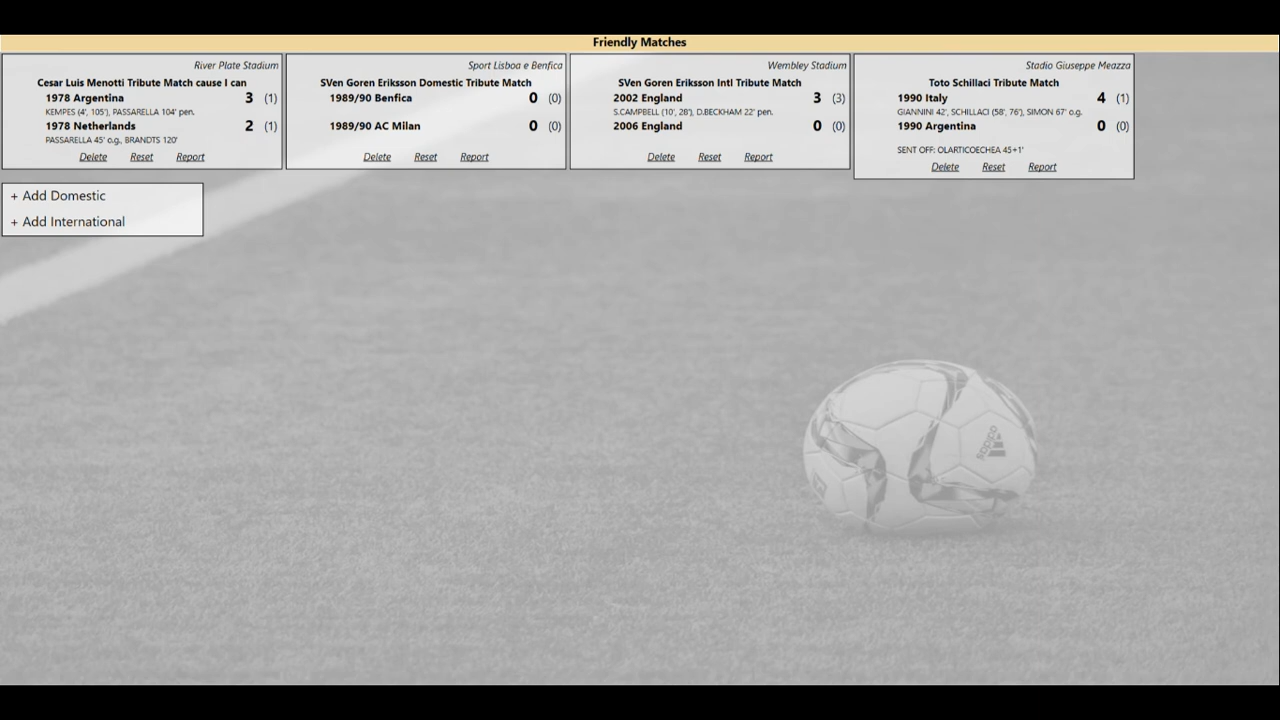 Friendly Matches
River Plate Stadium
Cesar Luis Menotti Tribute Match cause I can
1978 Argentina 3 (1)
KEMPES (4', 105'), PASSARELLA 104' pen.
1978 Netherlands 2 (1)
PASSARELLA 45' o.g., BRANDTS 120'
Delete Reset Report
Sport Lisboa e Benfica
SVen Goren Eriksson Domestic Tribute Match
1989/90 Benfica 0 (0)
1989/90 AC Milan 0 (0)
Delete Reset Report
Wembley Stadium
SVen Goren Eriksson Intl Tribute Match
2002 England 3 (3)
S.CAMPBELL (10', 28'), D.BECKHAM 22' pen.
2006 England 0 (0)
Delete Reset Report
Stadio Giuseppe Meazza
Toto Schillaci Tribute Match
1990 Italy 4 (1)
GIANNINI 42', SCHILLACI (58', 76'), SIMON 67' o.g.
1990 Argentina 0 (0)
SENT OFF: OLARTICOECHEA 45+1'
Delete Reset Report
+ Add Domestic
+ Add International
adidas